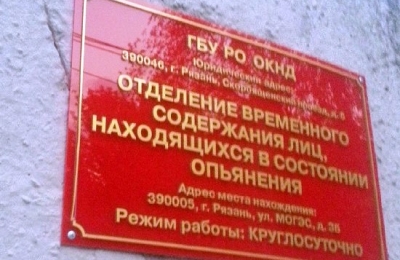 ГБУ РО ОКНД
Юридический адрес:
390046, г. Рязань, Скорбященский проезд, д. 6
ОТДЕЛЕНИЕ ВРЕМЕННОГО
СОДЕРЖАНИЯ ЛИЦ,
НАХОДЯЩИХСЯ В СОСТОЯНИИ
ОПЬЯНЕНИЯ
Адрес места нахождения:
390005, г. Рязань, ул. МОГЭС, д. 3б
Режим работы: КРУГЛОСУТОЧНО